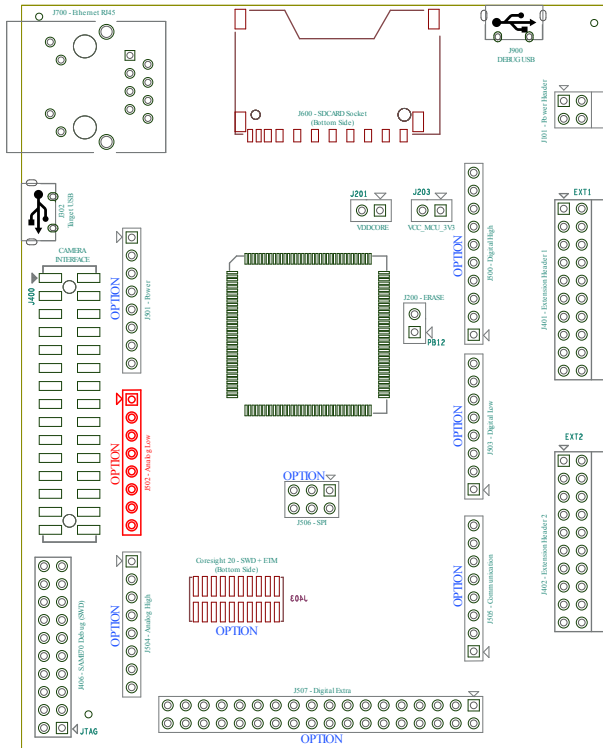 J700 - Ethernet RJ45
J600 - SDCARD Socket
(Bottom Side)
J900
DEBUG USB
J101 - Power Header
J302
Target USB
J201
VDDCORE
J203
VCC_MCU_3V3
OPTION
J500 - Digital High
EXT1
J401 - Extension Header 1
CAMERA
INTERFACE
J400
OPTION
J501 - Power
J200 - ERASE
PB12
OPTION
J502 - Analog Low
OPTION
J503 - Digital Low
EXT2
J402 - Extension Header 2
OPTION
J506 - SPI
OPTION
J505 - Communication
Coresight 20 - SWD + ETM
(Bottom Side)
J403
OPTION
OPTION
J504 - Analog High
J406 - SAME70 Debug (SWD)
JTAG
J507 - Digital Extra
OPTION